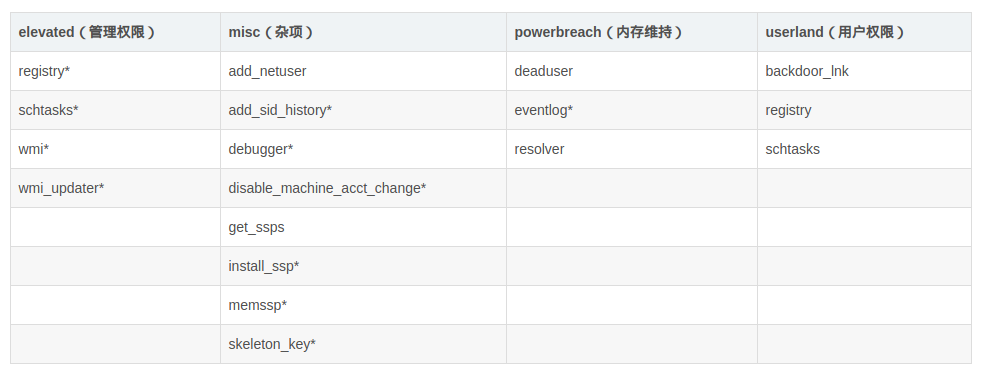 elevated（管理权限） misc（杂项） powerbreach（内存维持） userland（用户权限）
registry* add_netuser deaduser backdoor_lnk
schtasks* add_sid_history* eventlog* registry
wmi* debugger* resolver schtasks
wmi_updater* disable_machine_acct_change*
get_ssps
install_ssp*
memssp*
skeleton_key*